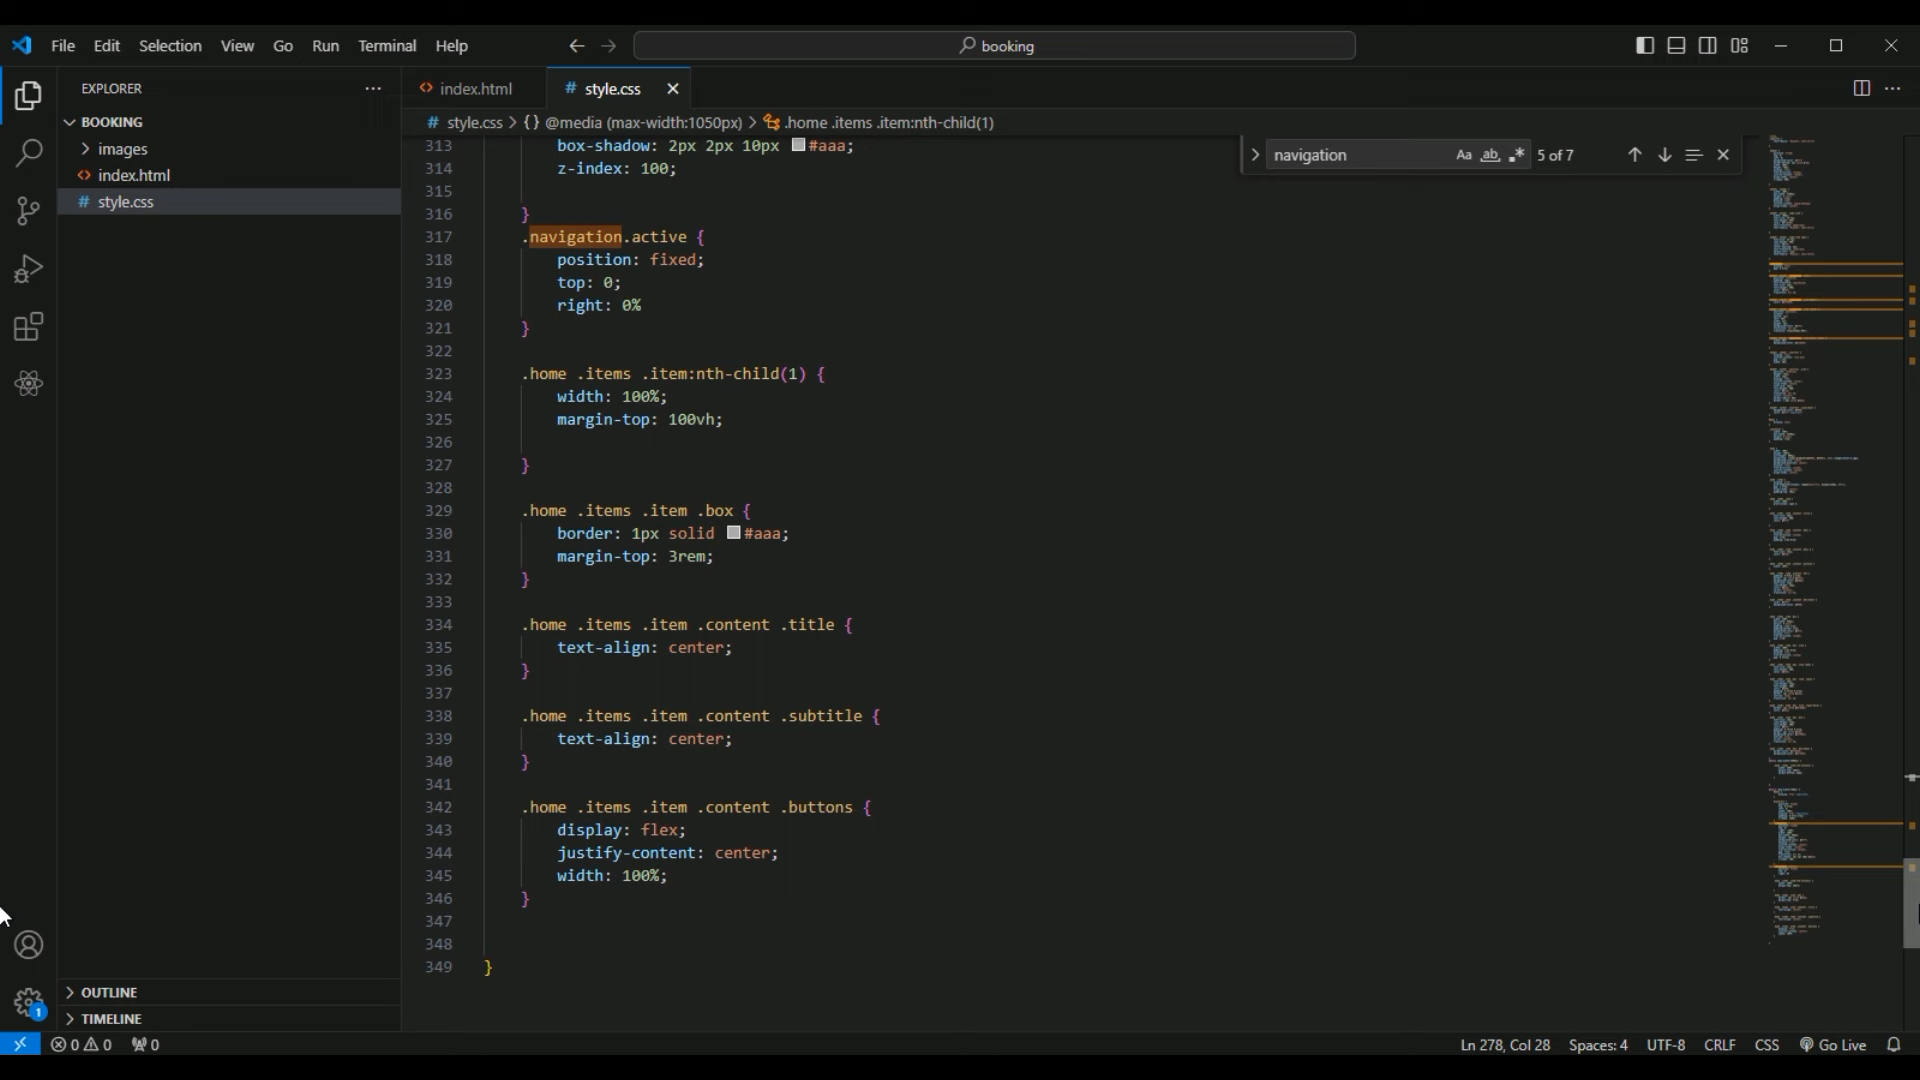 File Edit Selection View Go Run Terminal Help booking
EXPLORER
BOOKING
images
index.html
style.css
OUTLINE
TIMELINE
index.html style.css
style.css > {} @media (max-width:1050px) > .home .items .item:nth-child(1)
navigation Aa ab .* 5 of 7
313 box-shadow: 2px 2px 10px #aaa;
314 z-index: 100;
315
316 }
317 .navigation.active {
318 position: fixed;
319 top: 0;
320 right: 0%
321 }
322
323 .home .items .item:nth-child(1) {
324 width: 100%;
325 margin-top: 100vh;
326
327 }
328
329 .home .items .item .box {
330 border: 1px solid #aaa;
331 margin-top: 3rem;
332 }
333
334 .home .items .item .content .title {
335 text-align: center;
336 }
337
338 .home .items .item .content .subtitle {
339 text-align: center;
340 }
341
342 .home .items .item .content .buttons {
343 display: flex;
344 justify-content: center;
345 width: 100%;
346 }
347
348
349 }
1
0 0 0 Ln 278, Col 28 Spaces: 4 UTF-8 CRLF CSS Go Live